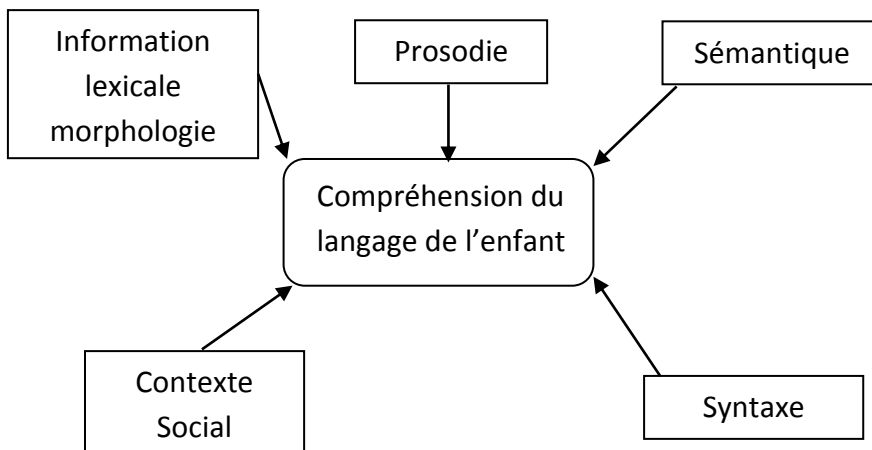 Information
lexicale
morphologie
Prosodie
Sémantique
Compréhension du
langage de l’enfant
Contexte
Social
Syntaxe